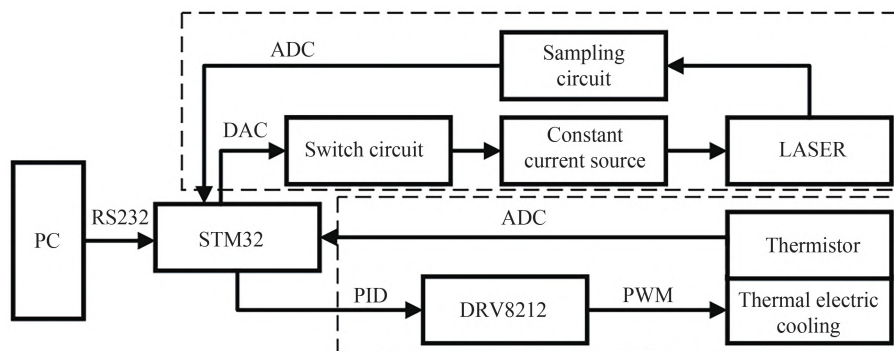 ADC
Sampling
circuit
DAC
Switch circuit
Constant
current source
LASER
PC
RS232
STM32
ADC
Thermistor
PID
DRV8212
PWM
Thermal electric
cooling